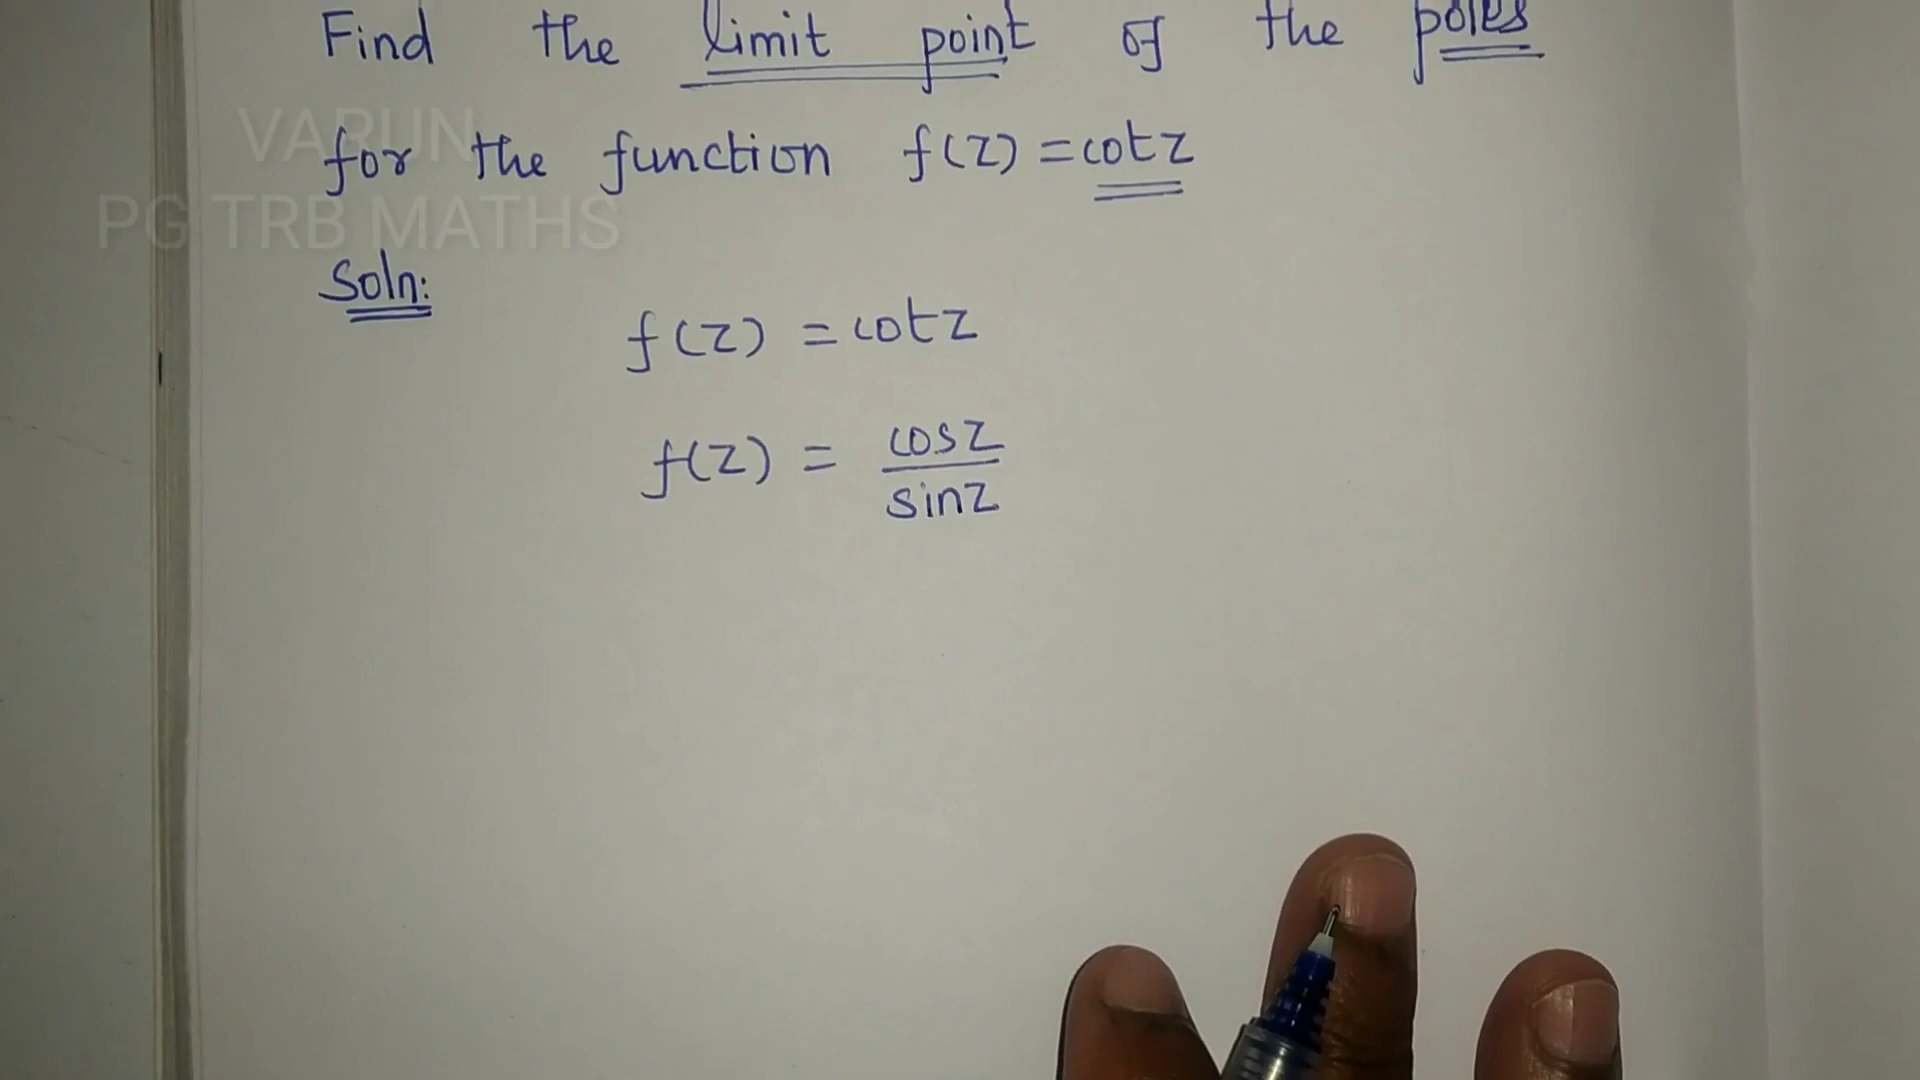 Find the limit point of the poles
for the function f(z) = cotz
VARUN
PG TRB MATHS
Soln:
f(z) = cotz
f(z) = cosz/sinz